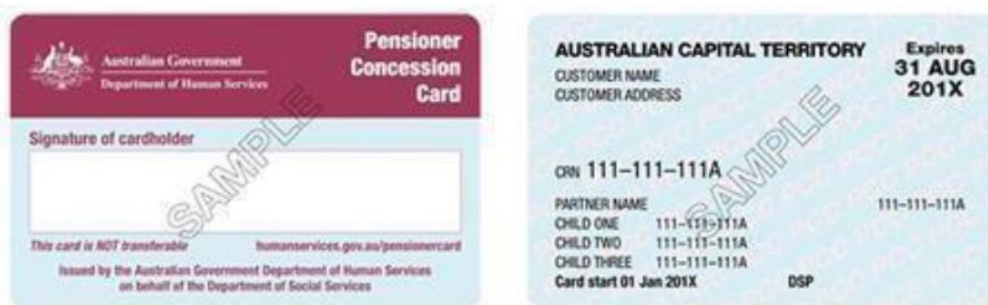 Australian Government
Department of Human Services
Pensioner
Concession
Card
Signature of cardholder
SAMPLE
This card is NOT transferable
humanservices.gov.au/pensionercard
Issued by the Australian Government Department of Human Services
on behalf of the Department of Social Services
AUSTRALIAN CAPITAL TERRITORY
Expires
31 AUG
201X
CUSTOMER NAME
CUSTOMER ADDRESS
SAMPLE
CRN 111-111-111A
PARTNER NAME 111-111-111A
CHILD ONE 111-111-111A
CHILD TWO 111-111-111A
CHILD THREE 111-111-111A
Card start 01 Jan 201X DSP